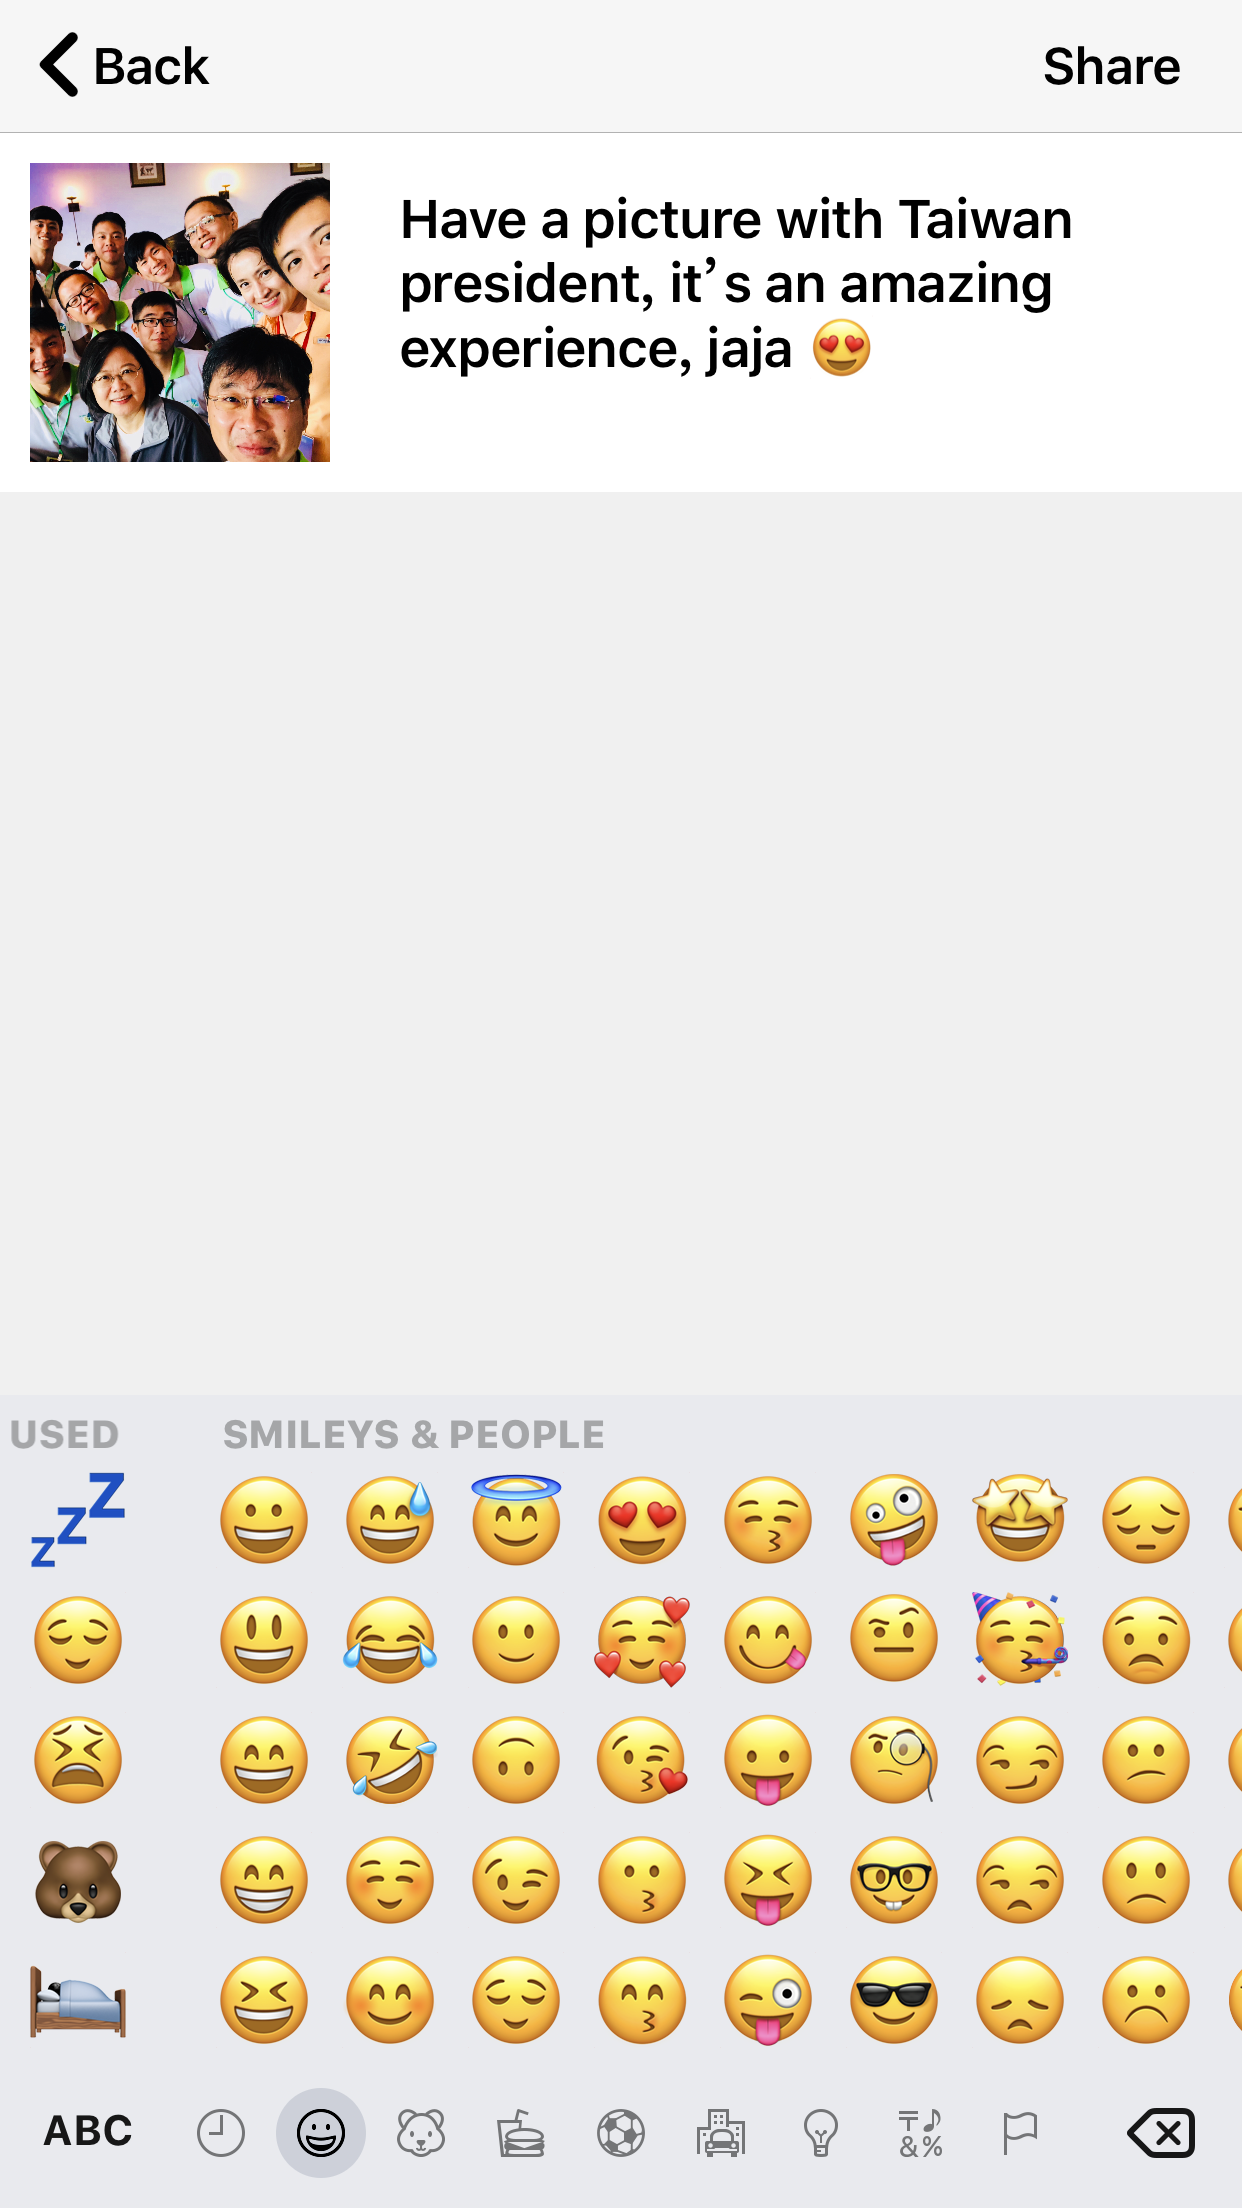 Back
Share
Have a picture with Taiwan
president, it’s an amazing
experience, jaja 😍
USED
SMILEYS & PEOPLE
ABC